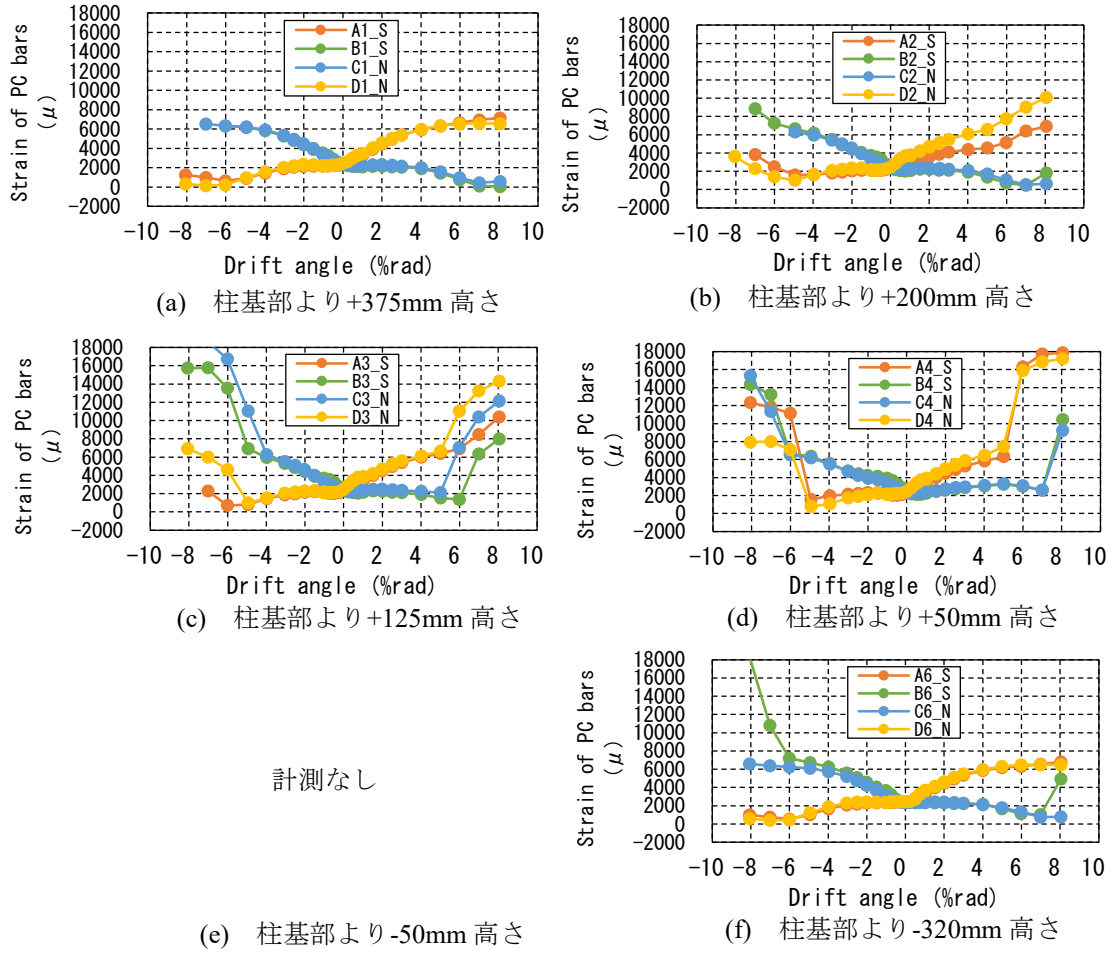 18000
16000
14000
12000
10000
8000
6000
4000
2000
0
-2000
Strain of PC bars
(μ)
A1_S
B1_S
C1_N
D1_N
-10 -8 -6 -4 -2 0 2 4 6 8 10
Drift angle (%rad)
(a) 柱基部より+375mm 高さ
18000
16000
14000
12000
10000
8000
6000
4000
2000
0
-2000
Strain of PC bars
(μ)
A2_S
B2_S
C2_N
D2_N
-10 -8 -6 -4 -2 0 2 4 6 8 10
Drift angle (%rad)
(b) 柱基部より+200mm 高さ
18000
16000
14000
12000
10000
8000
6000
4000
2000
0
-2000
Strain of PC bars
(μ)
A3_S
B3_S
C3_N
D3_N
-10 -8 -6 -4 -2 0 2 4 6 8 10
Drift angle (%rad)
(c) 柱基部より+125mm 高さ
18000
16000
14000
12000
10000
8000
6000
4000
2000
0
-2000
Strain of PC bars
(μ)
A4_S
B4_S
C4_N
D4_N
-10 -8 -6 -4 -2 0 2 4 6 8 10
Drift angle (%rad)
(d) 柱基部より+50mm 高さ
計測なし
(e) 柱基部より-50mm 高さ
18000
16000
14000
12000
10000
8000
6000
4000
2000
0
-2000
Strain of PC bars
(μ)
A6_S
B6_S
C6_N
D6_N
-10 -8 -6 -4 -2 0 2 4 6 8 10
Drift angle (%rad)
(f) 柱基部より-320mm 高さ